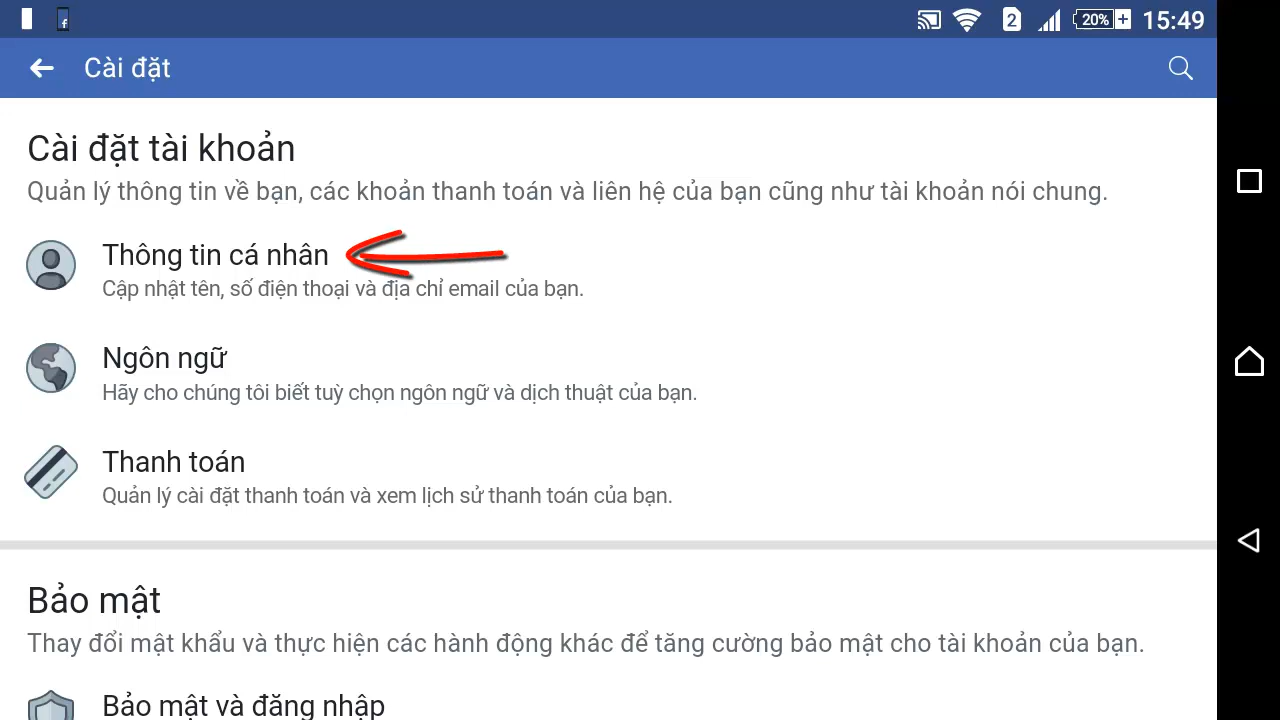 2 20% 15:49
Cài đặt
Cài đặt tài khoản
Quản lý thông tin về bạn, các khoản thanh toán và liên hệ của bạn cũng như tài khoản nói chung.
Thông tin cá nhân
Cập nhật tên, số điện thoại và địa chỉ email của bạn.
Ngôn ngữ
Hãy cho chúng tôi biết tuỳ chọn ngôn ngữ và dịch thuật của bạn.
Thanh toán
Quản lý cài đặt thanh toán và xem lịch sử thanh toán của bạn.
Bảo mật
Thay đổi mật khẩu và thực hiện các hành động khác để tăng cường bảo mật cho tài khoản của bạn.
Bảo mật và đăng nhập